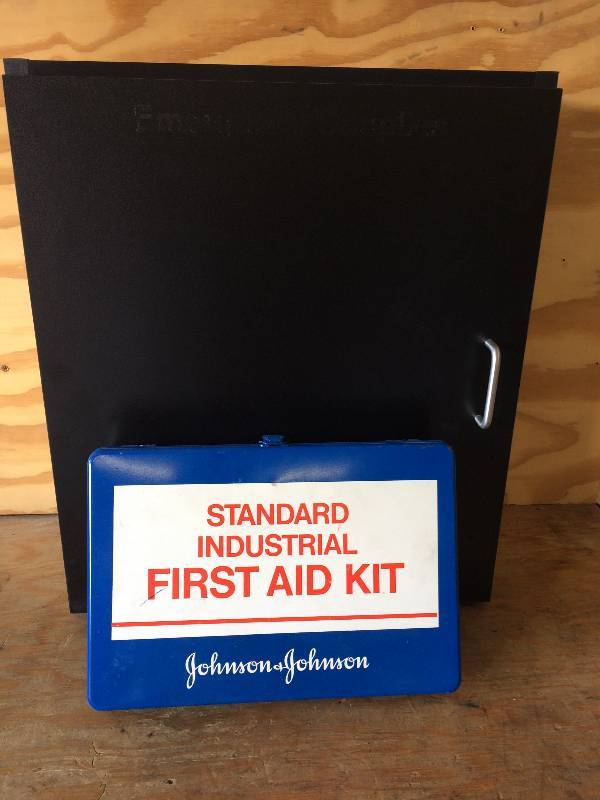 STANDARD
INDUSTRIAL
FIRST AID KIT
Johnson & Johnson